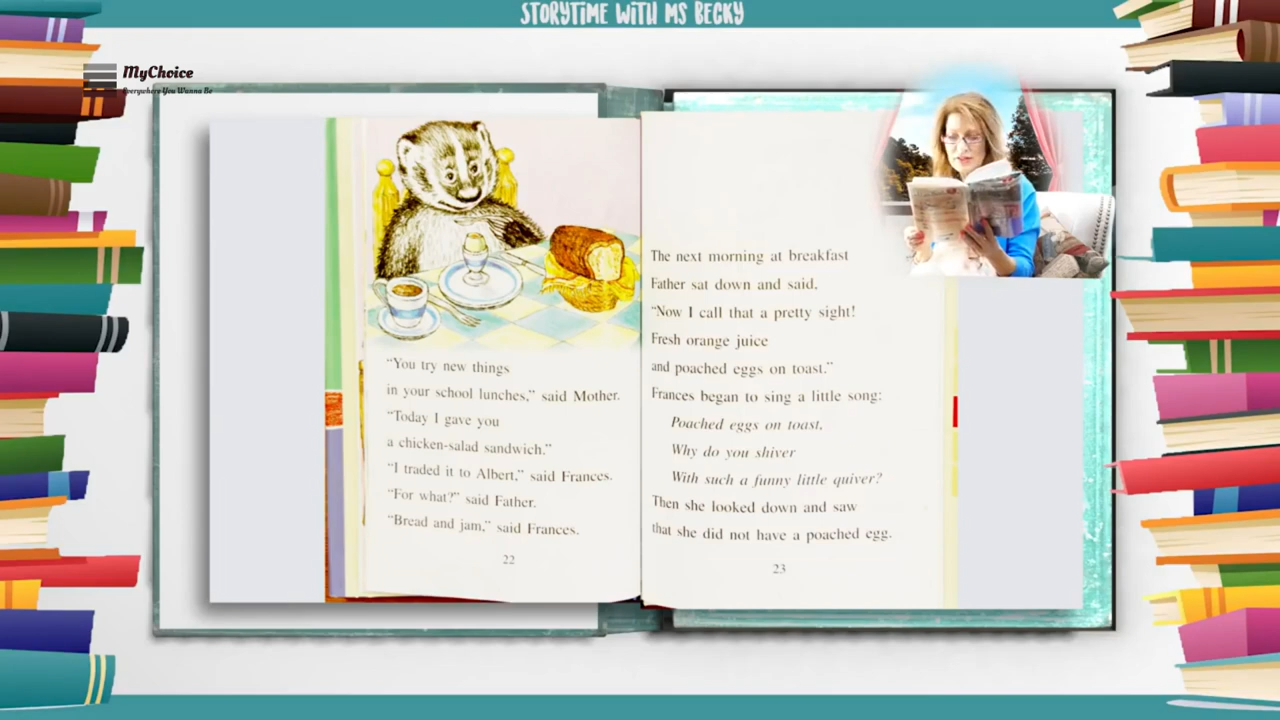 STORYTIME WITH MS BECKY
MyChoice
Everywhere You Wanna Be
“You try new things
in your school lunches,” said Mother.
“Today I gave you
a chicken-salad sandwich.”
“I traded it to Albert,” said Frances.
“For what?” said Father.
“Bread and jam,” said Frances.
22
The next morning at breakfast
Father sat down and said,
“Now I call that a pretty sight!
Fresh orange juice
and poached eggs on toast.”
Frances began to sing a little song:
Poached eggs on toast,
Why do you shiver
With such a funny little quiver?
Then she looked down and saw
that she did not have a poached egg.
23